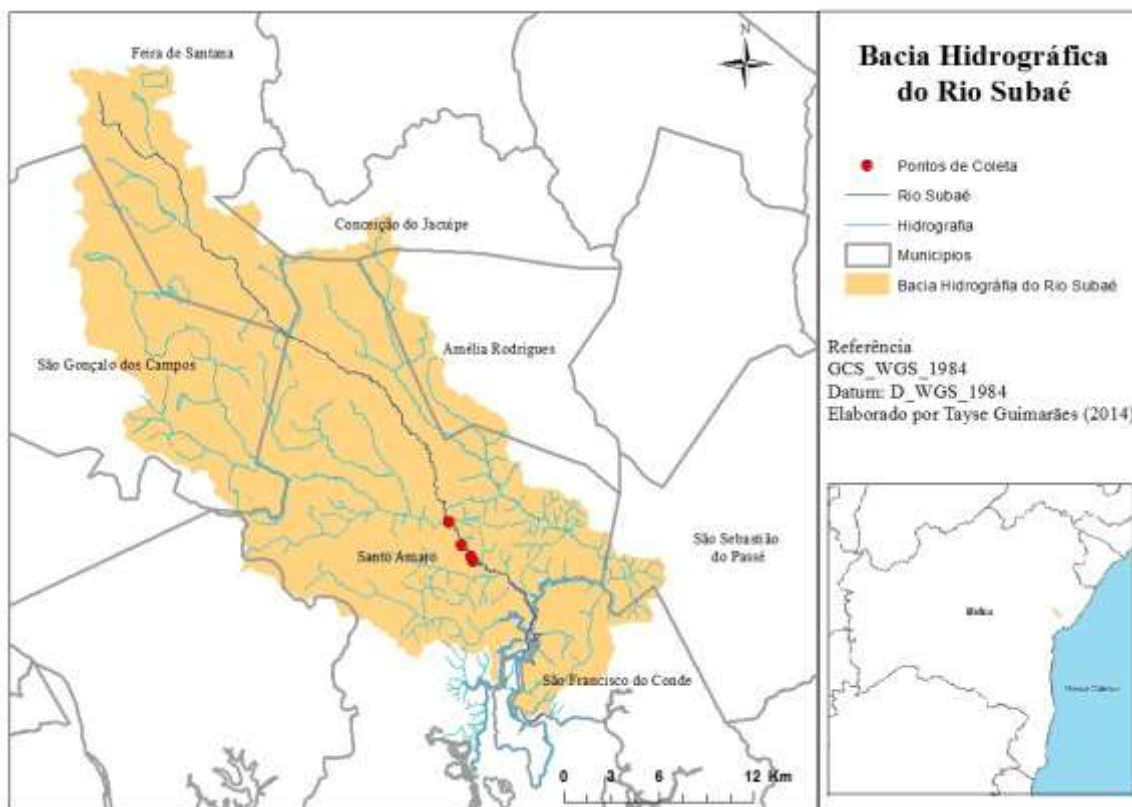 Feira de Santana
N
Conceição do Jacuípe
Amélia Rodrigues
São Gonçalo dos Campos
Santo Amaro
São Sebastião
do Passé
São Francisco do Conde
0 3 6 12 Km
Bacia Hidrográfica
do Rio Subaé
Pontos de Coleta
Rio Subaé
Hidrografia
Municípios
Bacia Hidrográfia do Rio Subaé
Referência
GCS_WGS_1984
Datum: D_WGS_1984
Elaborado por Tayse Guimarães (2014)
Bahia